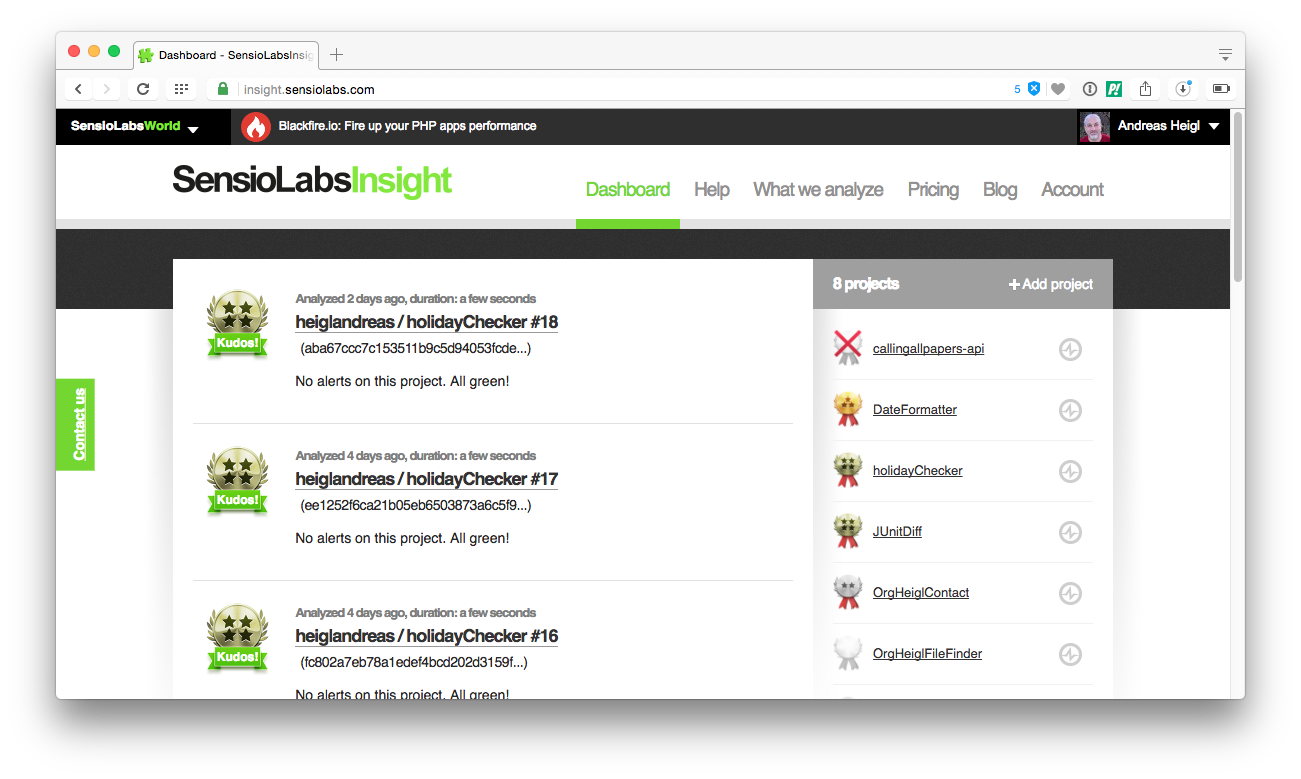 Dashboard - SensioLabsInsig
insight.sensiolabs.com
5
SensioLabsWorld
Blackfire.io: Fire up your PHP apps performance
Andreas Heigl
SensioLabsInsight
Dashboard
Help
What we analyze
Pricing
Blog
Account
Contact us
Kudos!
Analyzed 2 days ago, duration: a few seconds
heiglandreas / holidayChecker #18
(aba67ccc7c153511b9c5d94053fcde...)
No alerts on this project. All green!
Kudos!
Analyzed 4 days ago, duration: a few seconds
heiglandreas / holidayChecker #17
(ee1252f6ca21b05eb6503873a6c5f9...)
No alerts on this project. All green!
Kudos!
Analyzed 4 days ago, duration: a few seconds
heiglandreas / holidayChecker #16
(fc802a7eb78a1edef4bcd202d3159f...)
No alerts on this project. All green!
8 projects
+ Add project
callingallpapers-api
DateFormatter
holidayChecker
JUnitDiff
OrgHeiglContact
OrgHeiglFileFinder